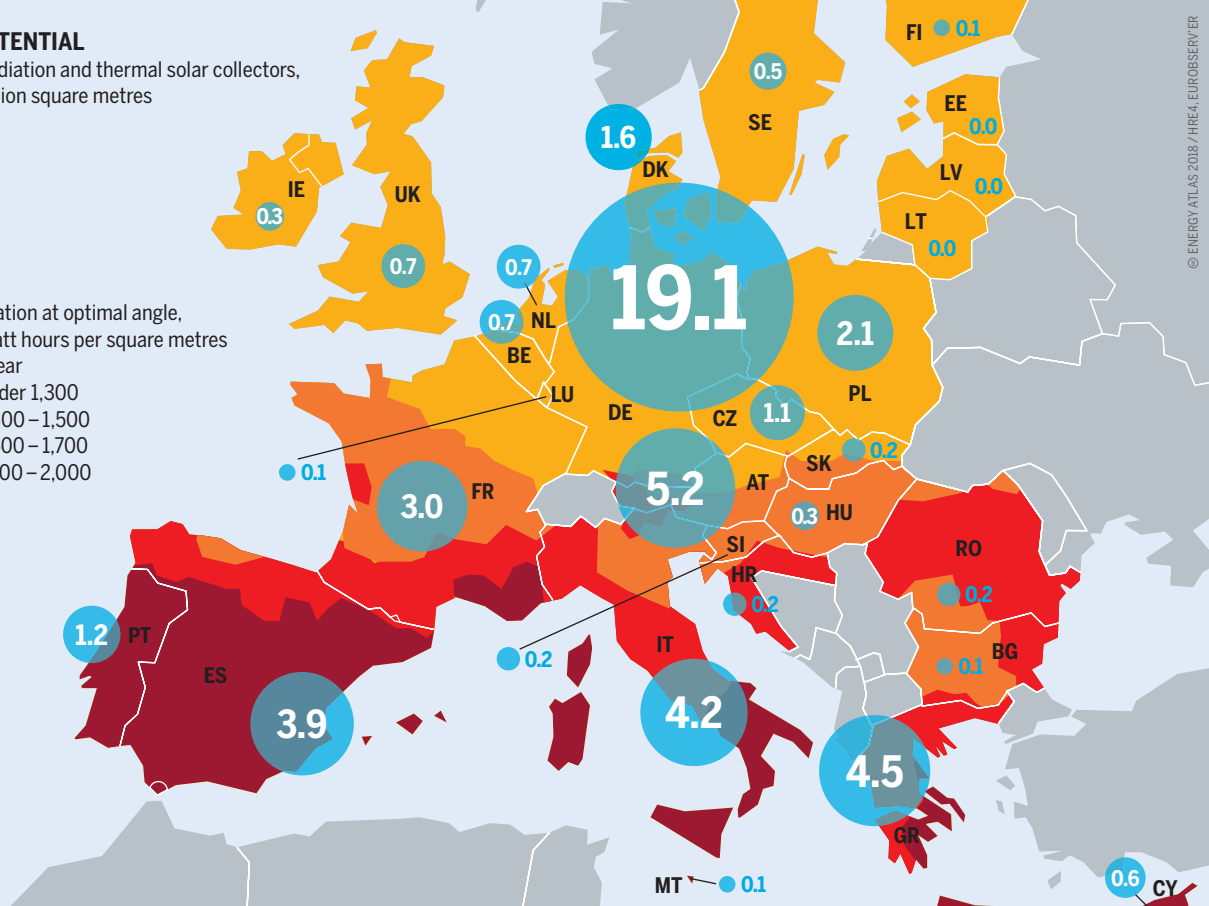 TENTIAL
diation and thermal solar collectors,
ion square metres
ation at optimal angle,
att hours per square metres
ear
der 1,300
00 – 1,500
00 – 1,700
00 – 2,000
FI 0.1
0.5
SE
EE
0.0
1.6
DK
LV
0.0
IE
0.3
UK
0.7
LT
0.0
0.7
NL
0.7
BE
19.1
2.1
PL
LU
DE
CZ 1.1
0.1
SK 0.2
FR
3.0
5.2
AT
0.3 HU
SI
RO
HR
0.2
0.2
1.2 PT
ES
0.2
IT
BG
0.1
3.9
4.2
4.5
GR
MT 0.1
0.6 CY
© ENERGY ATLAS 2018 / HRE4, EUROBSERV'ER